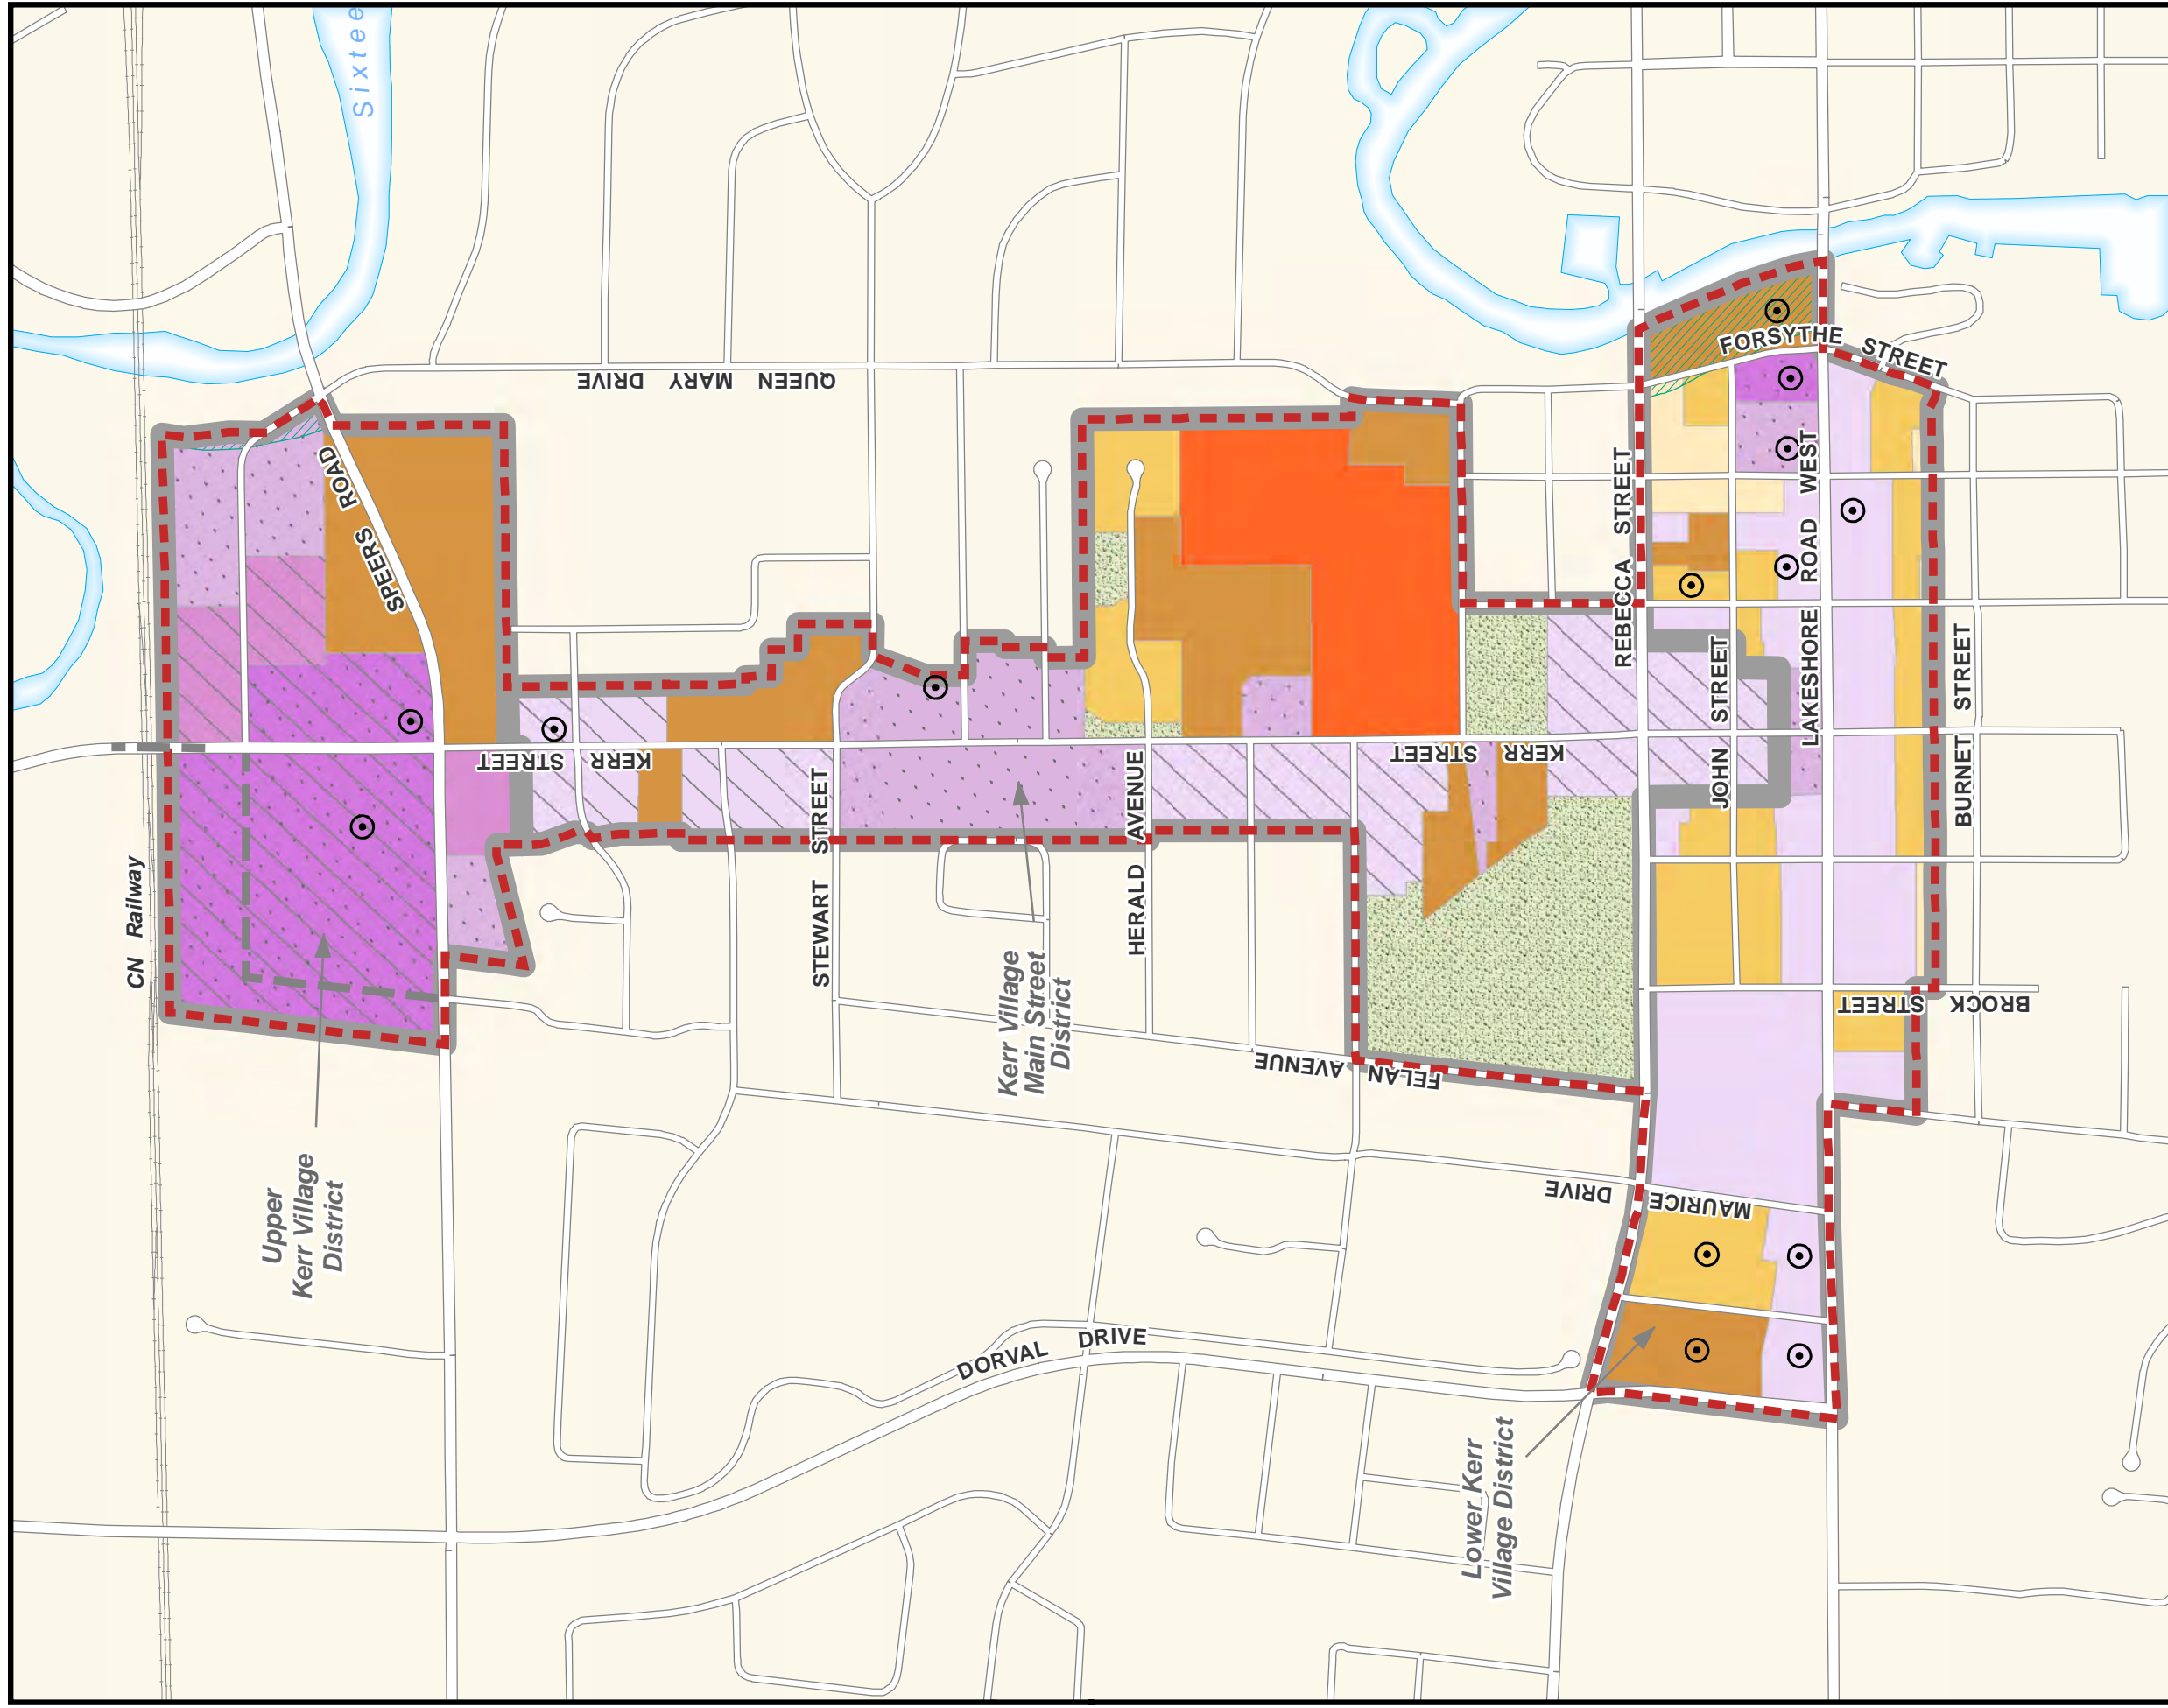 Sixtee
QUEEN MARY DRIVE
FORSYTHE STREET
SPEERS ROAD
REBECCA STREET
LAKESHORE ROAD WEST
JOHN STREET
BURNET STREET
KERR STREET
KERR STREET
STEWART STREET
HERALD AVENUE
CN Railway
BROCK STREET
Kerr Village
Main Street
District
FELAN AVENUE
Upper
Kerr Village
District
MAURICE DRIVE
DORVAL DRIVE
Lower Kerr
Village District